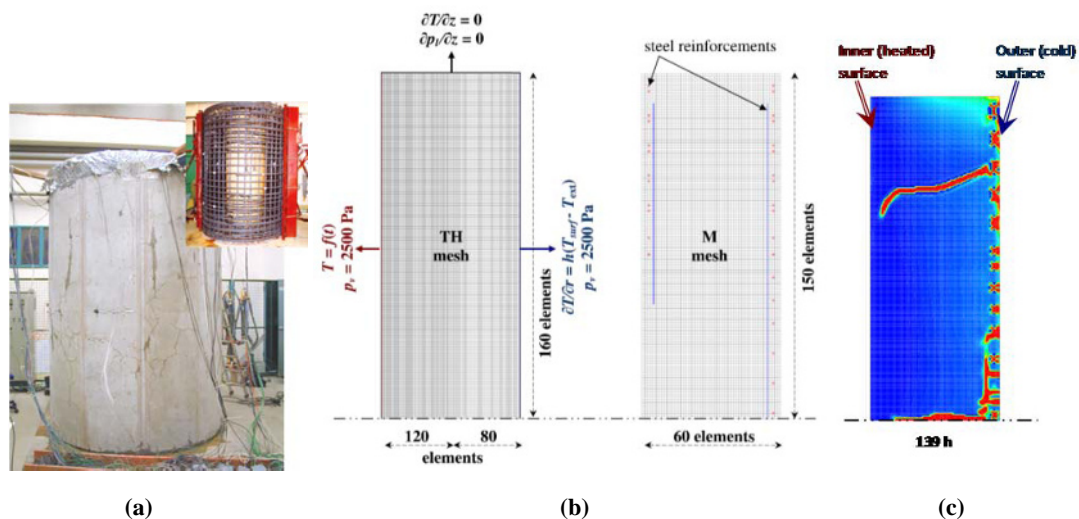 ∂T/∂z = 0
∂p_l/∂z = 0
steel reinforcements
Inner (heated)
surface
Outer (cold)
surface
T = f(t)
p_v = 2500 Pa
TH
mesh
∂T/∂r = h(T_surf - T_ext)
p_v = 2500 Pa
160 elements
M
mesh
150 elements
120
80
elements
60 elements
139 h
(a)
(b)
(c)